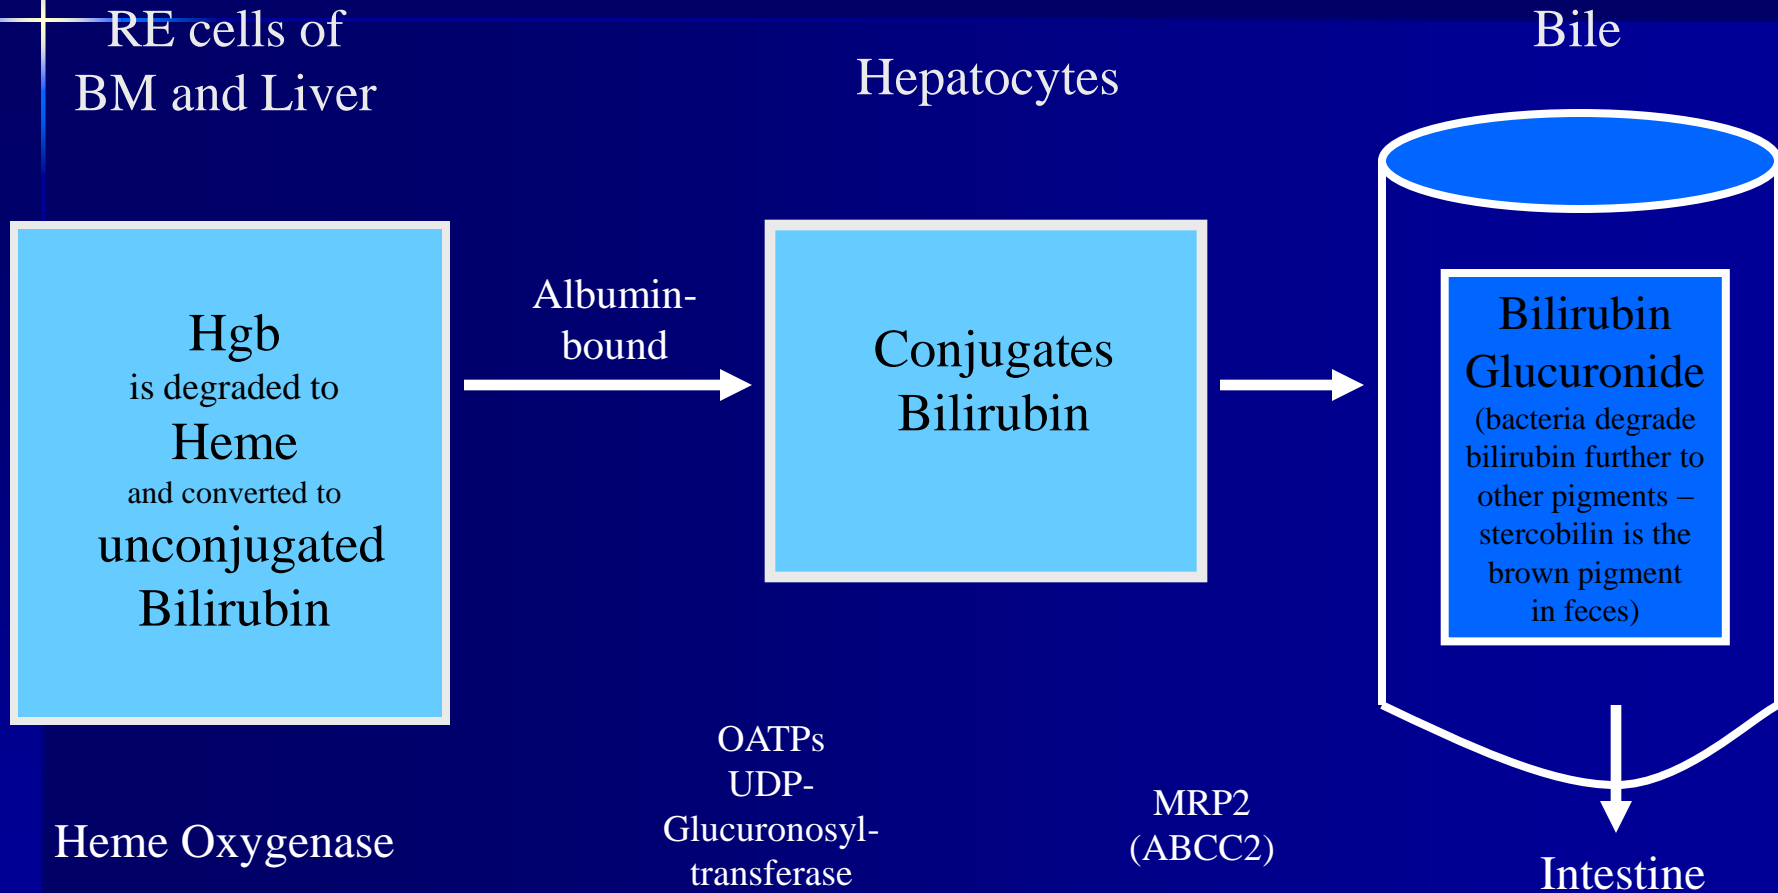 RE cells of
BM and Liver
Hepatocytes
Bile
Hgb
is degraded to
Heme
and converted to
unconjugated
Bilirubin
Albumin-
bound
Conjugates
Bilirubin
Bilirubin
Glucuronide
(bacteria degrade
bilirubin further to
other pigments –
stercobilin is the
brown pigment
in feces)
Heme Oxygenase
OATPs
UDP-
Glucuronosyl-
transferase
MRP2
(ABCC2)
Intestine